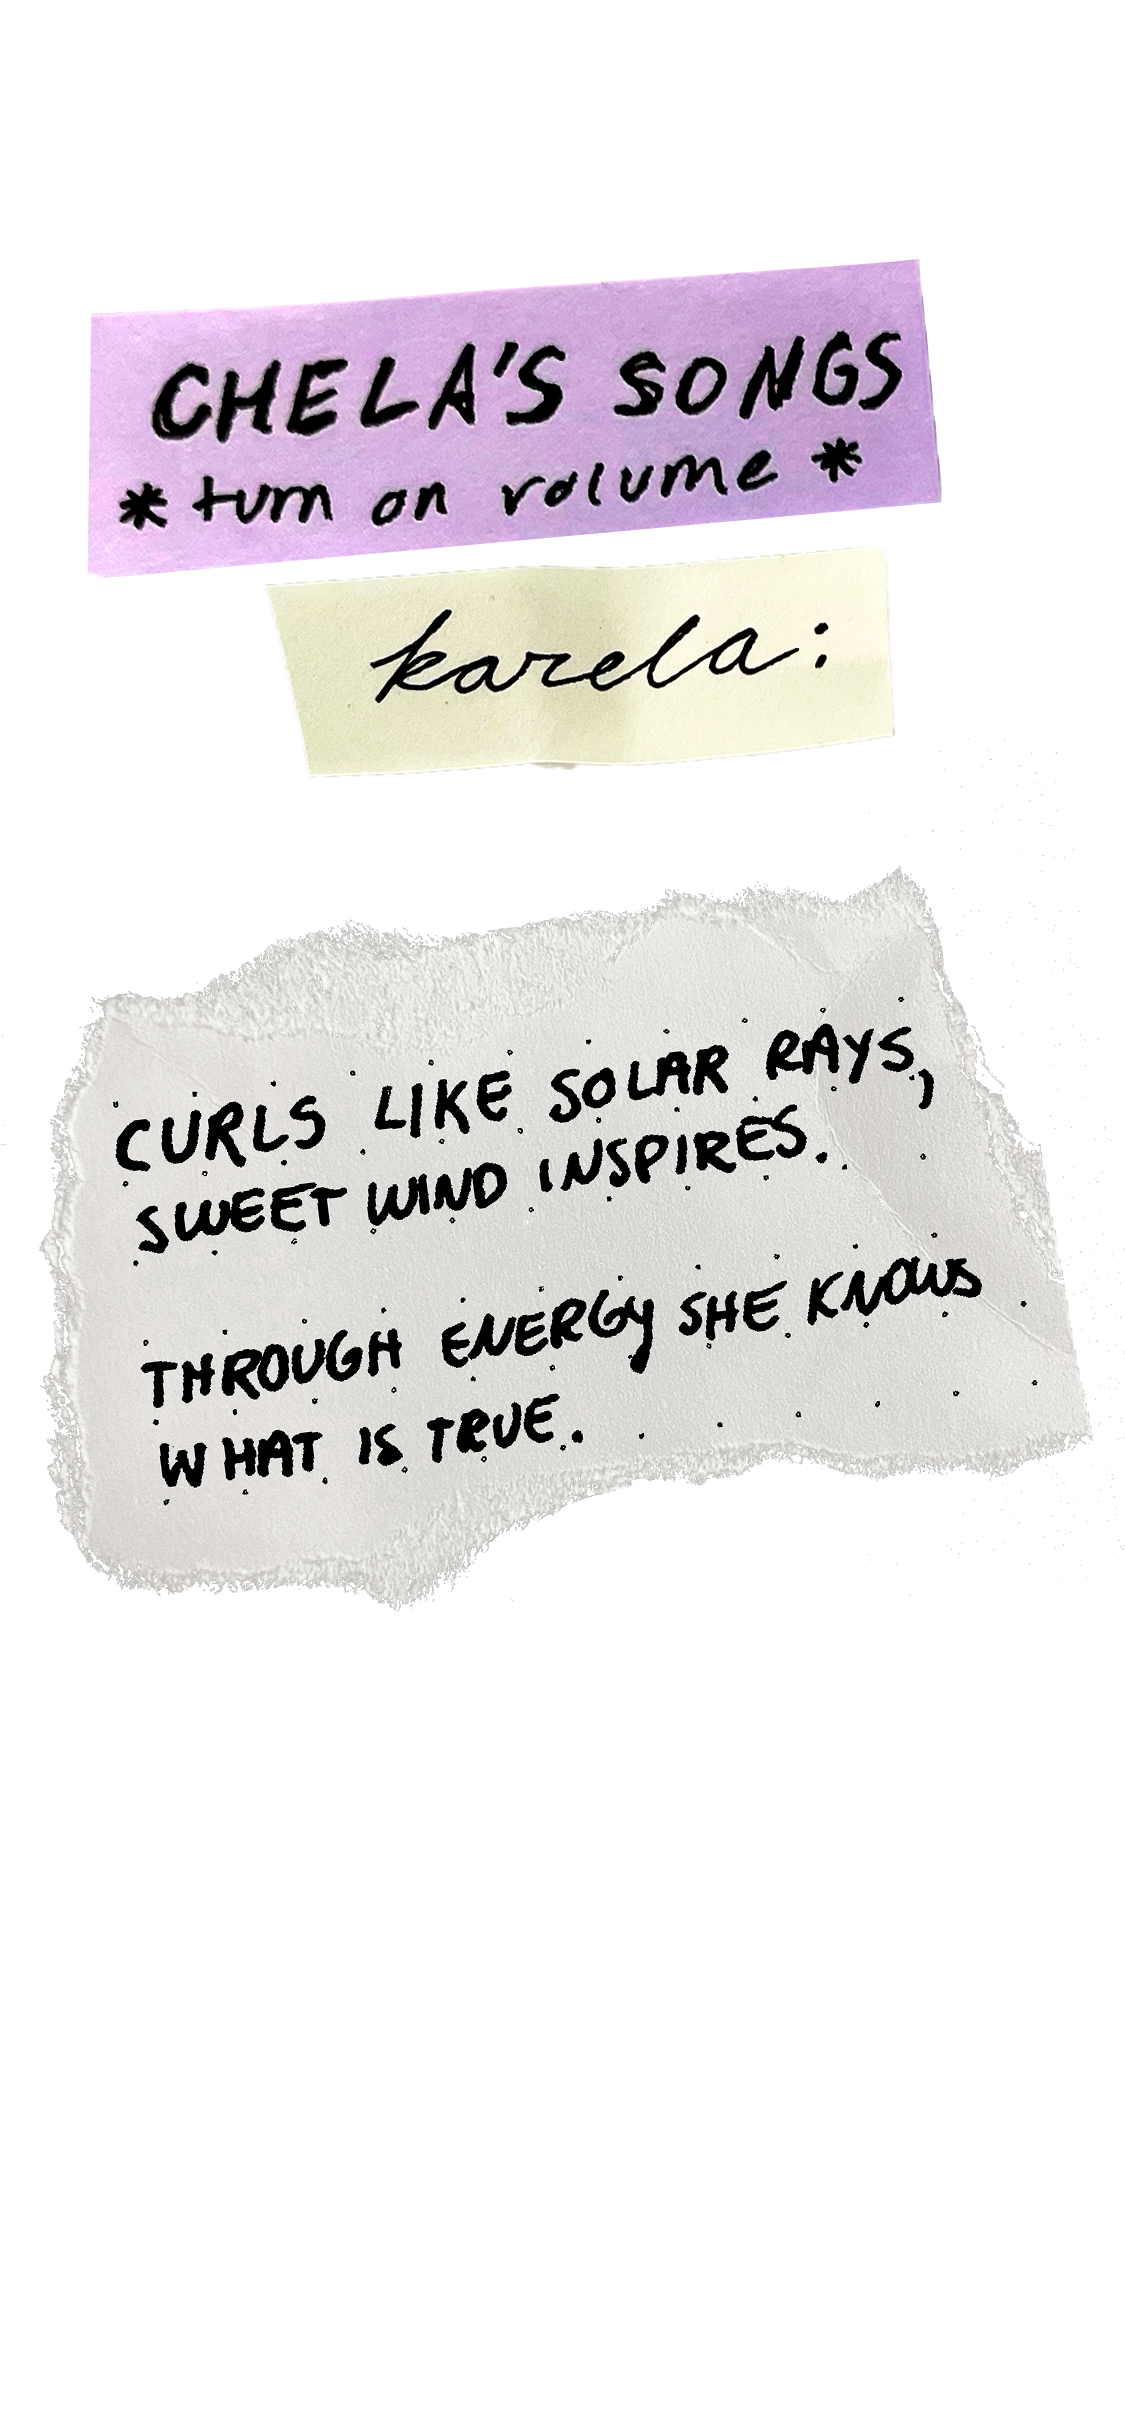 CHELA'S SONGS
* turn on volume *
karela:
CURLS LIKE SOLAR RAYS,
SWEET WIND INSPIRES.
THROUGH ENERGY SHE KNOWS
WHAT IS TRUE.